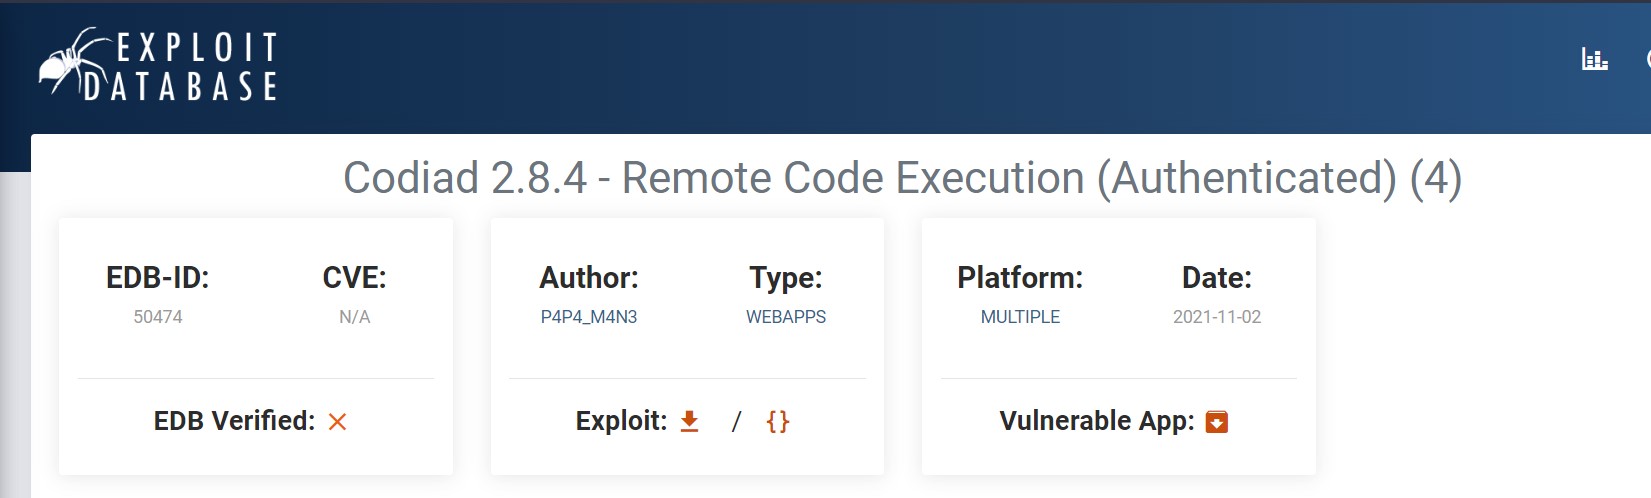 EXPLOIT
DATABASE
Codiad 2.8.4 - Remote Code Execution (Authenticated) (4)
EDB-ID:
50474
CVE:
N/A
Author:
P4P4_M4N3
Type:
WEBAPPS
Platform:
MULTIPLE
Date:
2021-11-02
EDB Verified:
Exploit: / {}
Vulnerable App: